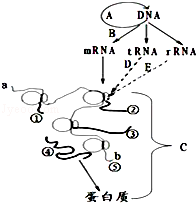 A DNA
B
mRNA tRNA rRNA
D E
a
① ②
③ C
④ b
⑤
蛋白质